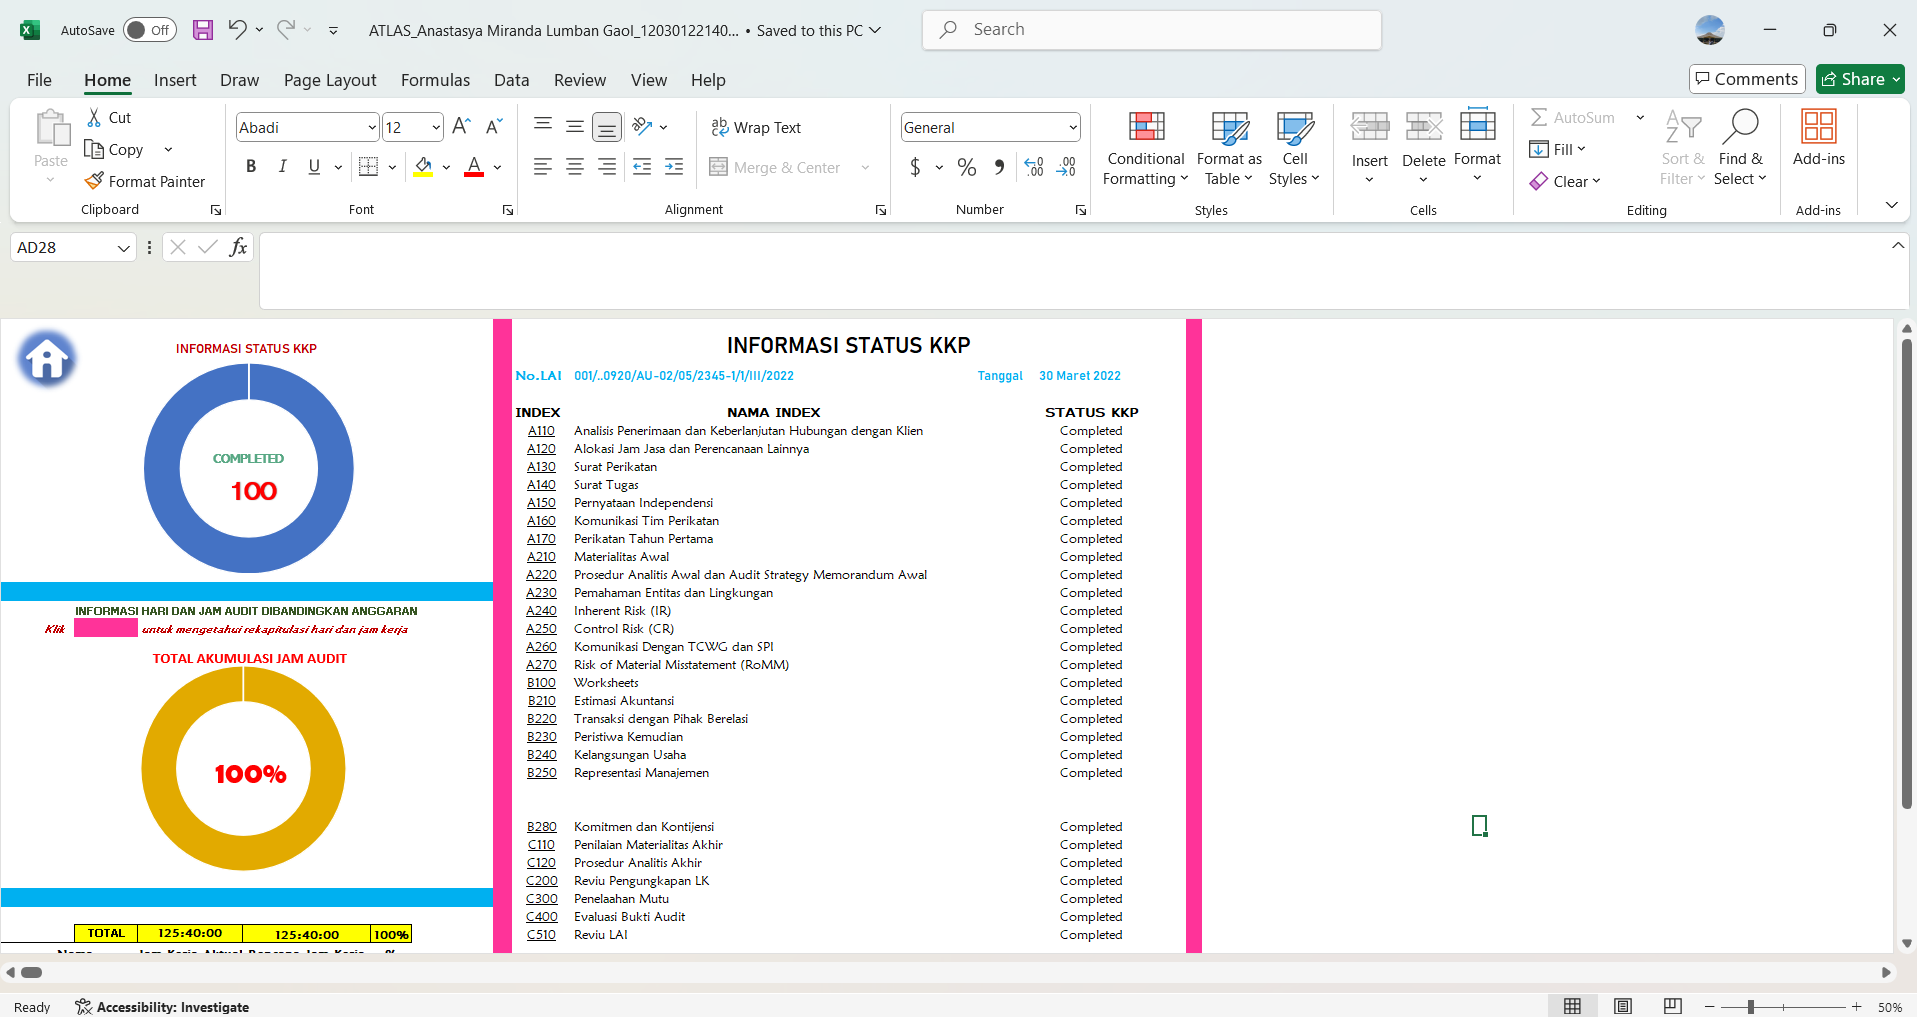 AutoSave Off ATLAS_Anastasya Miranda Lumban Gaol_12030122140... • Saved to this PC Search
File Home Insert Draw Page Layout Formulas Data Review View Help Comments Share
Paste Cut Copy Format Painter Clipboard
Abadi 12 B I U A Font
ab Wrap Text Merge & Center Alignment
General $ % Number
Conditional Formatting Format as Table Cell Styles Styles
Insert Delete Format Cells
AutoSum Fill Clear Sort & Filter Find & Select Editing
Add-ins Add-ins
AD28 fx
INFORMASI STATUS KKP
COMPLETED
100
INFORMASI HARI DAN JAM AUDIT DIBANDINGKAN ANGGARAN
Klik untuk mengetahui rekapitulasi hari dan jam kerja
TOTAL AKUMULASI JAM AUDIT
100%
TOTAL 125:40:00 125:40:00 100%
Nama Jam Kerja Aktual Rencana Jam Kerja %
INFORMASI STATUS KKP
No.LAI 001/..0920/AU-02/05/2345-1/1/III/2022 Tanggal 30 Maret 2022
INDEX NAMA INDEX STATUS KKP
A110 Analisis Penerimaan dan Keberlanjutan Hubungan dengan Klien Completed
A120 Alokasi Jam Jasa dan Perencanaan Lainnya Completed
A130 Surat Perikatan Completed
A140 Surat Tugas Completed
A150 Pernyataan Independensi Completed
A160 Komunikasi Tim Perikatan Completed
A170 Perikatan Tahun Pertama Completed
A210 Materialitas Awal Completed
A220 Prosedur Analitis Awal dan Audit Strategy Memorandum Awal Completed
A230 Pemahaman Entitas dan Lingkungan Completed
A240 Inherent Risk (IR) Completed
A250 Control Risk (CR) Completed
A260 Komunikasi Dengan TCWG dan SPI Completed
A270 Risk of Material Misstatement (RoMM) Completed
B100 Worksheets Completed
B210 Estimasi Akuntansi Completed
B220 Transaksi dengan Pihak Berelasi Completed
B230 Peristiwa Kemudian Completed
B240 Kelangsungan Usaha Completed
B250 Representasi Manajemen Completed
B280 Komitmen dan Kontijensi Completed
C110 Penilaian Materialitas Akhir Completed
C120 Prosedur Analitis Akhir Completed
C200 Reviu Pengungkapan LK Completed
C300 Penelaahan Mutu Completed
C400 Evaluasi Bukti Audit Completed
C510 Reviu LAI Completed
Ready Accessibility: Investigate 50%